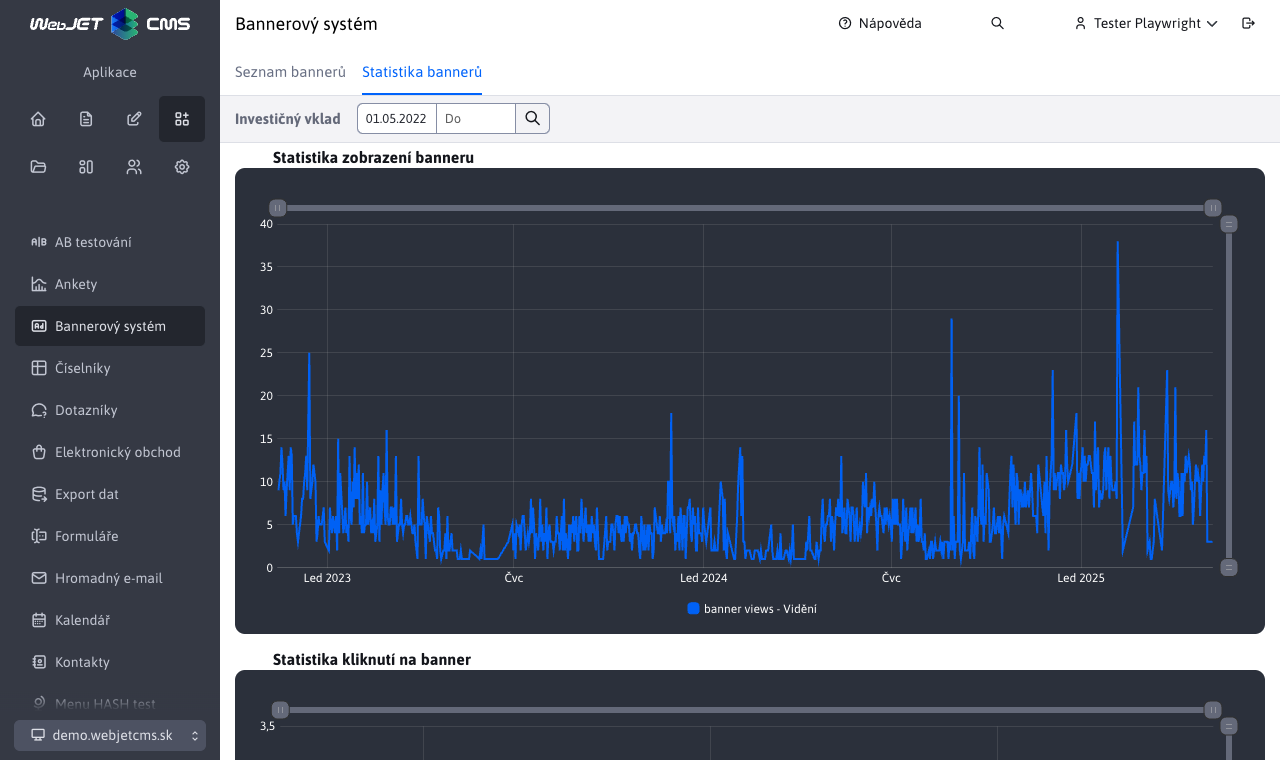 WebJET CMS
Bannerový systém
Nápověda
Tester Playwright
Aplikace
Seznam bannerů
Statistika bannerů
Investičný vklad
01.05.2022
Do
AB testování
Ankety
Bannerový systém
Číselníky
Dotazníky
Elektronický obchod
Export dat
Formuláře
Hromadný e-mail
Kalendář
Kontakty
Menu HASH test
demo.webjetcms.sk
Statistika zobrazení banneru
40
35
30
25
20
15
10
5
0
Led 2023
Čvc
Led 2024
Čvc
Led 2025
banner views - Vidění
Statistika kliknutí na banner
3,5